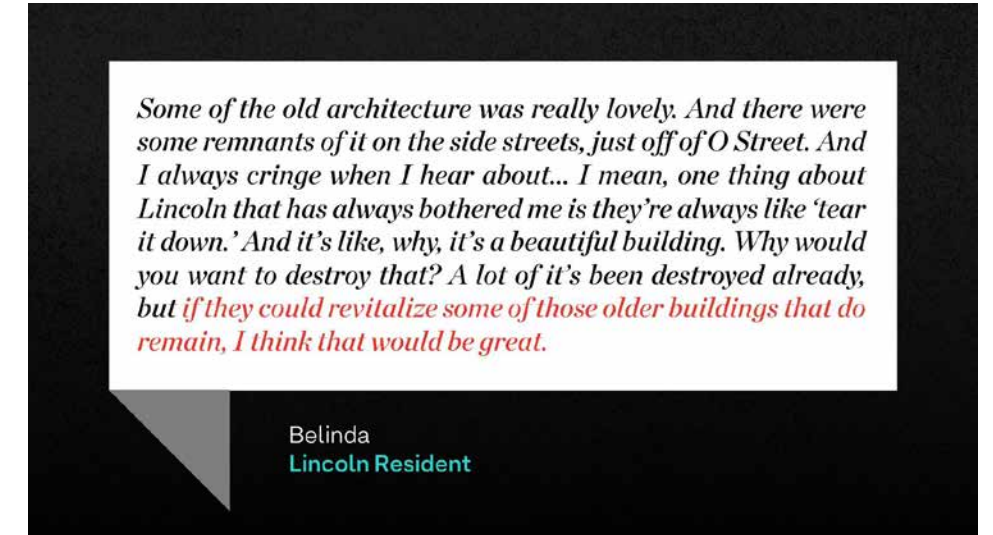 Some of the old architecture was really lovely. And there were
some remnants of it on the side streets, just off of O Street. And
I always cringe when I hear about... I mean, one thing about
Lincoln that has always bothered me is they’re always like ‘tear
it down.’ And it’s like, why, it’s a beautiful building. Why would
you want to destroy that? A lot of it’s been destroyed already,
but if they could revitalize some of those older buildings that do
remain, I think that would be great.
Belinda
Lincoln Resident